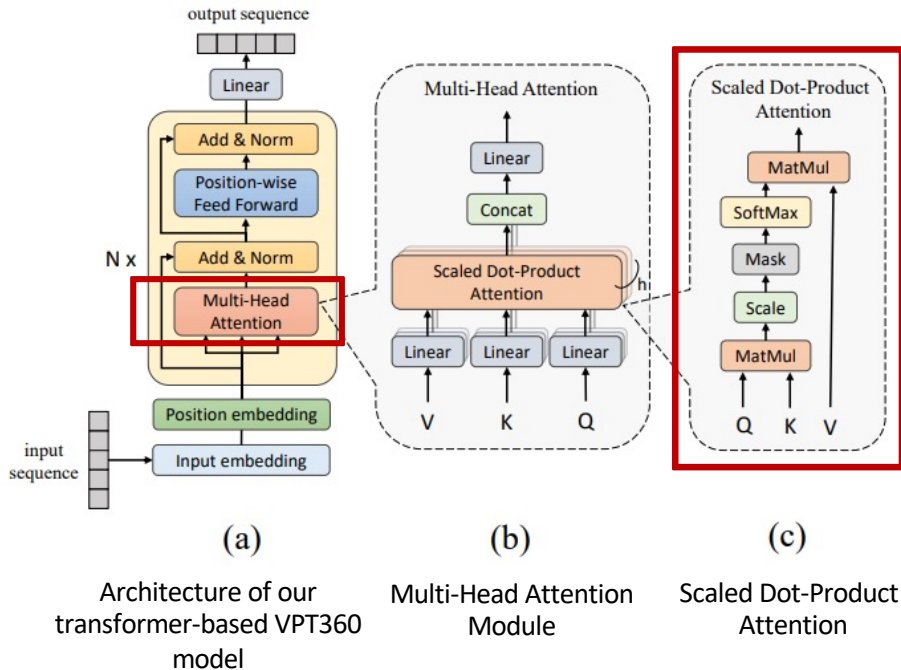 output sequence
Linear
Add & Norm
Position-wise
Feed Forward
N x
Add & Norm
Multi-Head
Attention
Position embedding
input
sequence
Input embedding
(a)
Architecture of our
transformer-based VPT360
model
Multi-Head Attention
Linear
Concat
Scaled Dot-Product
Attention
h
Linear
Linear
Linear
V
K
Q
(b)
Multi-Head Attention
Module
Scaled Dot-Product
Attention
MatMul
SoftMax
Mask
Scale
MatMul
Q
K
V
(c)
Scaled Dot-Product
Attention